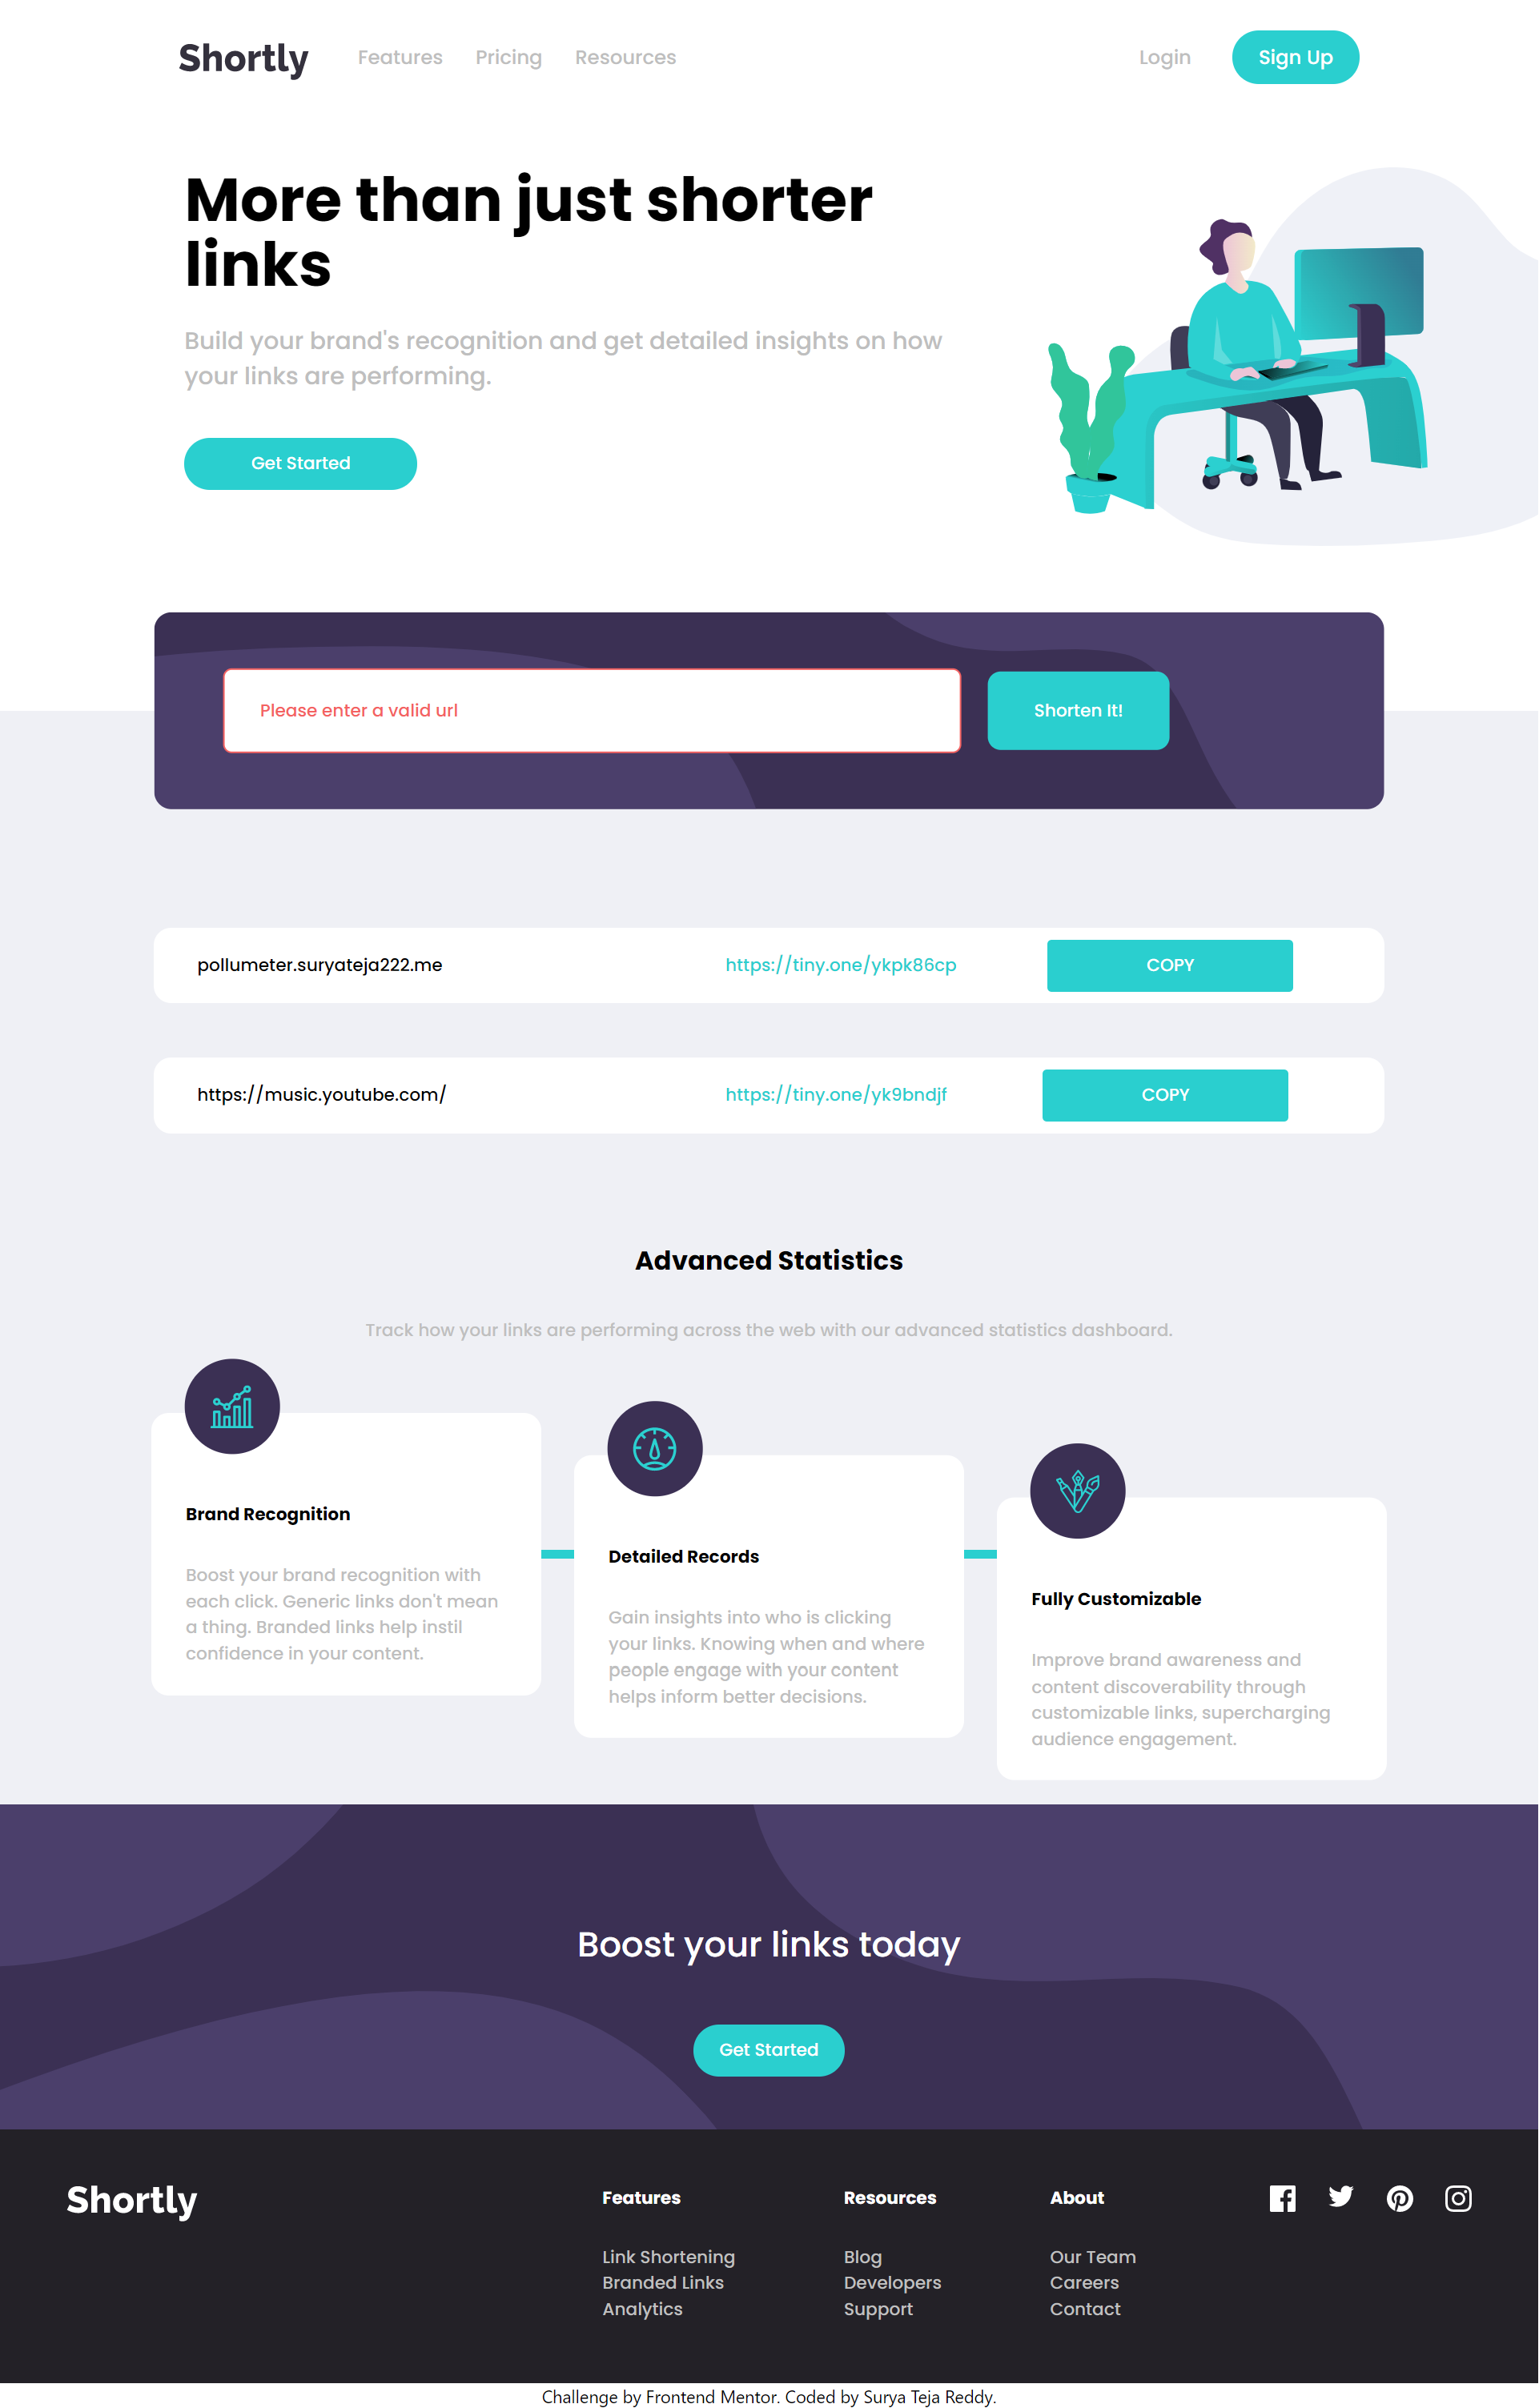 Shortly
Features
Pricing
Resources
Login
Sign Up
More than just shorter
links
Build your brand's recognition and get detailed insights on how
your links are performing.
Get Started
Please enter a valid url
Shorten It!
pollumeter.suryateja222.me
https://tiny.one/ykpk86cp
COPY
https://music.youtube.com/
https://tiny.one/yk9bndjf
COPY
Advanced Statistics
Track how your links are performing across the web with our advanced statistics dashboard.
Brand Recognition
Boost your brand recognition with
each click. Generic links don't mean
a thing. Branded links help instil
confidence in your content.
Detailed Records
Gain insights into who is clicking
your links. Knowing when and where
people engage with your content
helps inform better decisions.
Fully Customizable
Improve brand awareness and
content discoverability through
customizable links, supercharging
audience engagement.
Boost your links today
Get Started
Shortly
Features
Link Shortening
Branded Links
Analytics
Resources
Blog
Developers
Support
About
Our Team
Careers
Contact
Challenge by Frontend Mentor. Coded by Surya Teja Reddy.